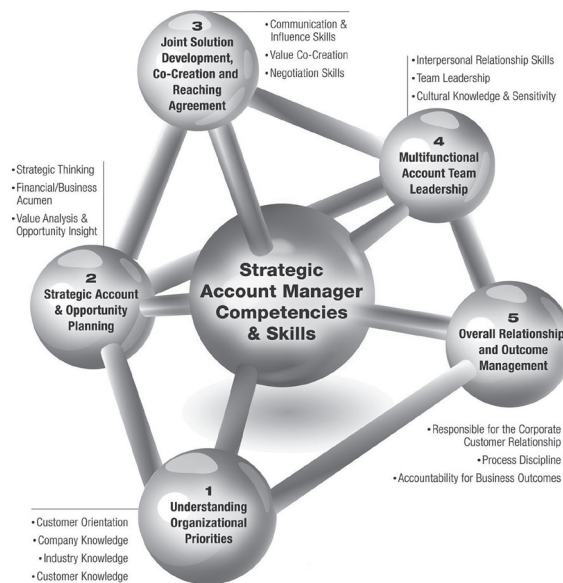 3
Joint Solution
Development,
Co-Creation and
Reaching
Agreement
•Communication &
Influence Skills
•Value Co-Creation
•Negotiation Skills
•Interpersonal Relationship Skills
•Team Leadership
•Cultural Knowledge & Sensitivity
4
Multifunctional
Account Team
Leadership
•Strategic Thinking
•Financial/Business
Acumen
•Value Analysis &
Opportunity Insight
2
Strategic Account
& Opportunity
Planning
Strategic
Account Manager
Competencies
& Skills
5
Overall Relationship
and Outcome
Management
•Responsible for the Corporate
Customer Relationship
•Process Discipline
•Accountability for Business Outcomes
1
Understanding
Organizational
Priorities
•Customer Orientation
•Company Knowledge
•Industry Knowledge
•Customer Knowledge